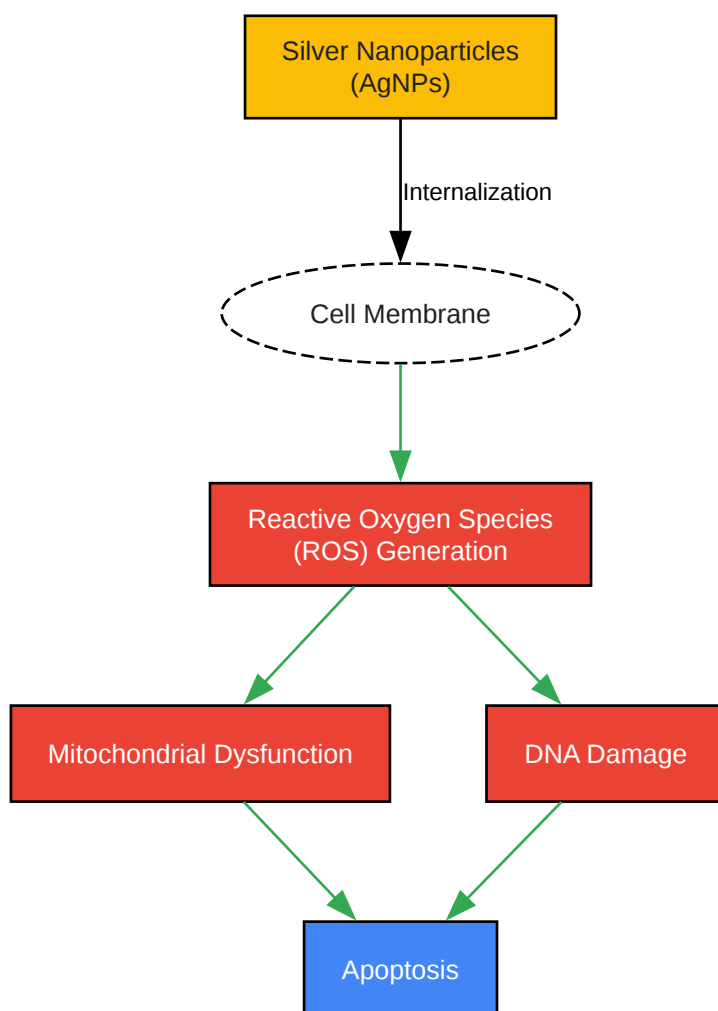 Silver Nanoparticles
(AgNPs)
Internalization
Cell Membrane
Reactive Oxygen Species
(ROS) Generation
Mitochondrial Dysfunction
DNA Damage
Apoptosis